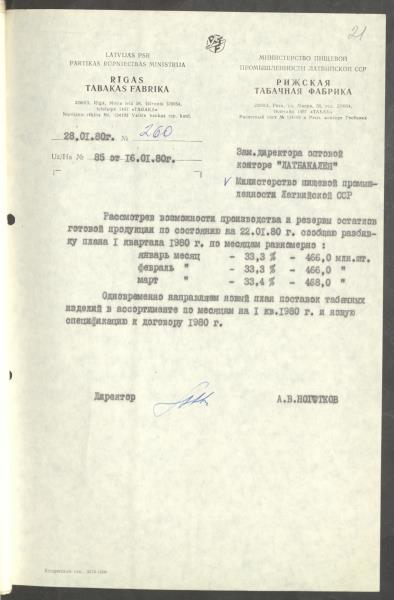 21
LATVIJAS PSR
PARTIKAS RŪPNIECĪBAS MINISTRIJA
RĪGAS
TABAKAS FABRIKA
МИНИСТЕРСТВО ПИЩЕВОЙ
ПРОМЫШЛЕННОСТИ ЛАТВИЙСКОЙ ССР
РИЖСКАЯ
ТАБАЧНАЯ ФАБРИКА
28.01.80г. № 260
Uz/На № 85 от 16.01.80г.
Зам.директора оптовой
конторе "ЛАТБАКАЛЕЯ"
Министерство пищевой промыш-
ленности Латвийской ССР
Рассмотрев возможности производства и резервы остатков
готовой продукции по состоянию на 22.01.80 г. сообщаю разбив-
ку плана I квартала 1980 г. по месяцам равномерно :
январь месяц - 33,3 % - 466,0 млн.шт.
февраль " - 33,3 % - 466,0 "
март " - 33,4 % - 468,0 "
Одновременно направляем новый план поставок табачных
изделий в ассортименте по месяцам на I кв.1980 г. и новую
спецификацию к договору 1980 г.
Директор А.В.НОГОТКОВ